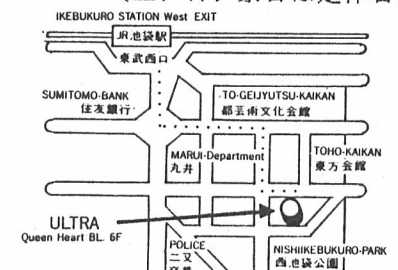 IKEBUKURO STATION West EXIT
JR.池袋駅
東武西口
SUMITOMO-BANK
住友銀行
TO-GEIJYUTSU-KAIKAN
都芸術文化会館
MARUI-Department
丸井
TOHO-KAIKAN
東方会館
ULTRA
Queen Heart BL. 6F
POLICE
二又
NISHIIKEBUKURO-PARK
西池袋公園